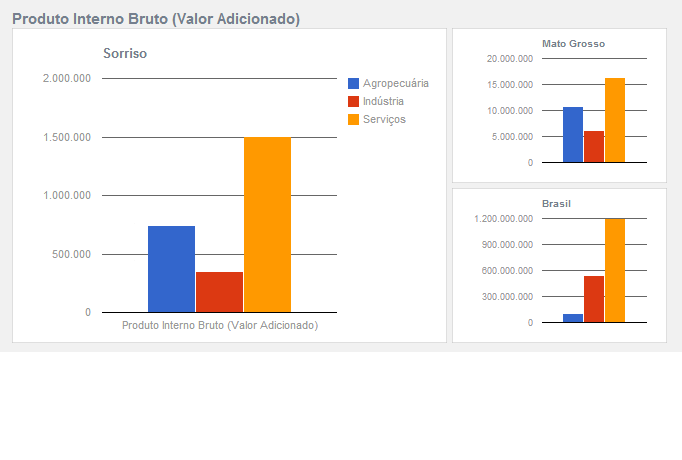 Produto Interno Bruto (Valor Adicionado)
Sorriso
2.000.000
1.500.000
1.000.000
500.000
0
Produto Interno Bruto (Valor Adicionado)
Agropecuária
Indústria
Serviços
Mato Grosso
20.000.000
15.000.000
10.000.000
5.000.000
0
Brasil
1.200.000.000
900.000.000
600.000.000
300.000.000
0